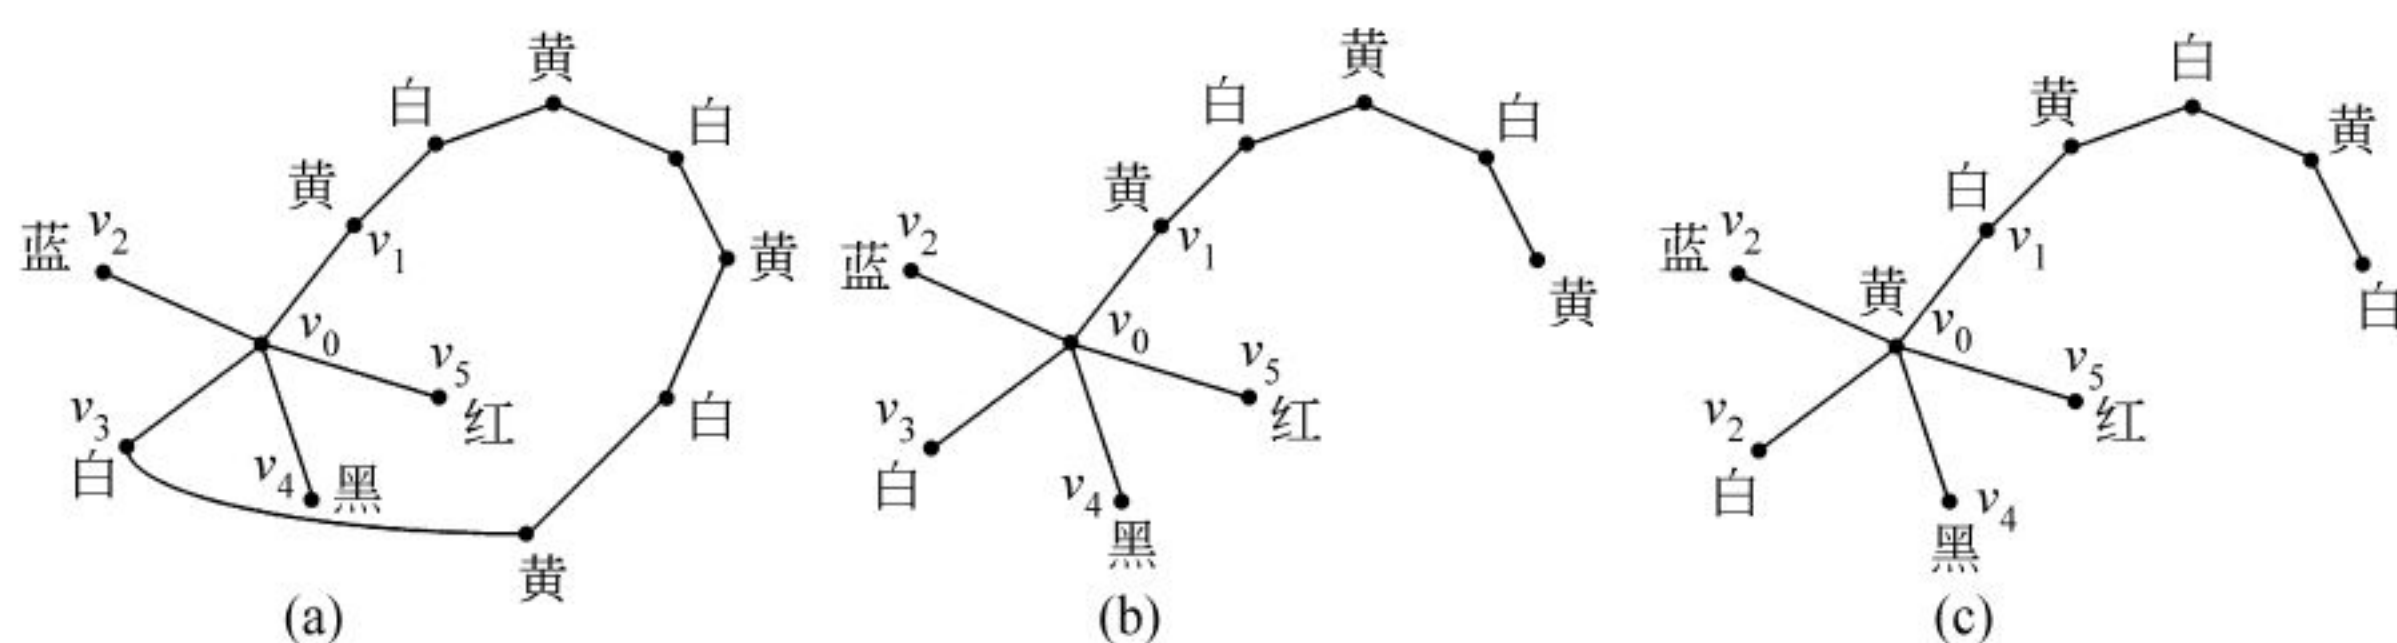 黄
白
白
黄
v1
蓝
v2
黄
v0
v5
红
v3
白
v4
黑
白
黄
(a)
黄
白
白
黄
v1
蓝
v2
黄
v0
v5
红
v3
白
v4
黑
(b)
白
黄
黄
白
v1
蓝
v2
白
黄
v0
v5
红
v2
白
v4
黑
(c)